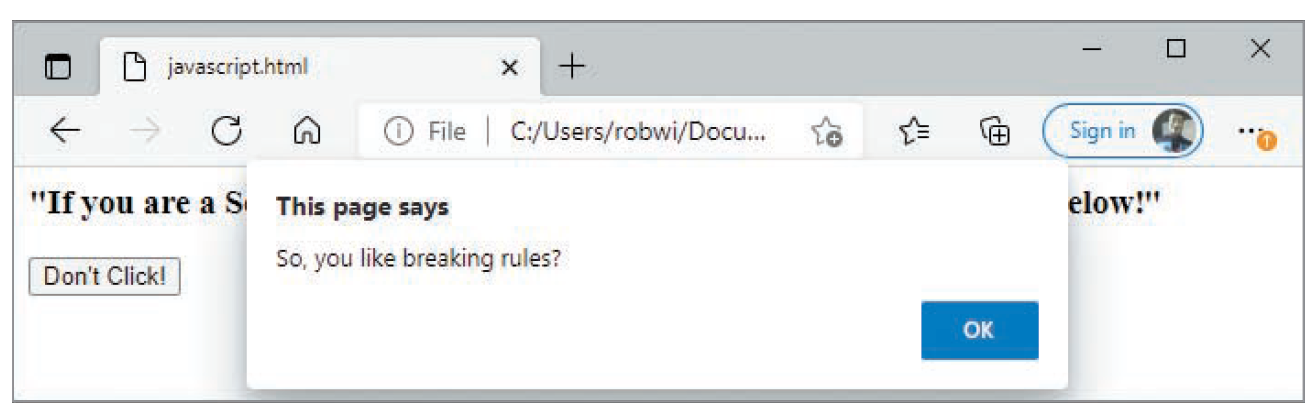 javascript.html
File | C:/Users/robwi/Docu...
Sign in
"If you are a
elow!"
This page says
So, you like breaking rules?
Don't Click!
OK